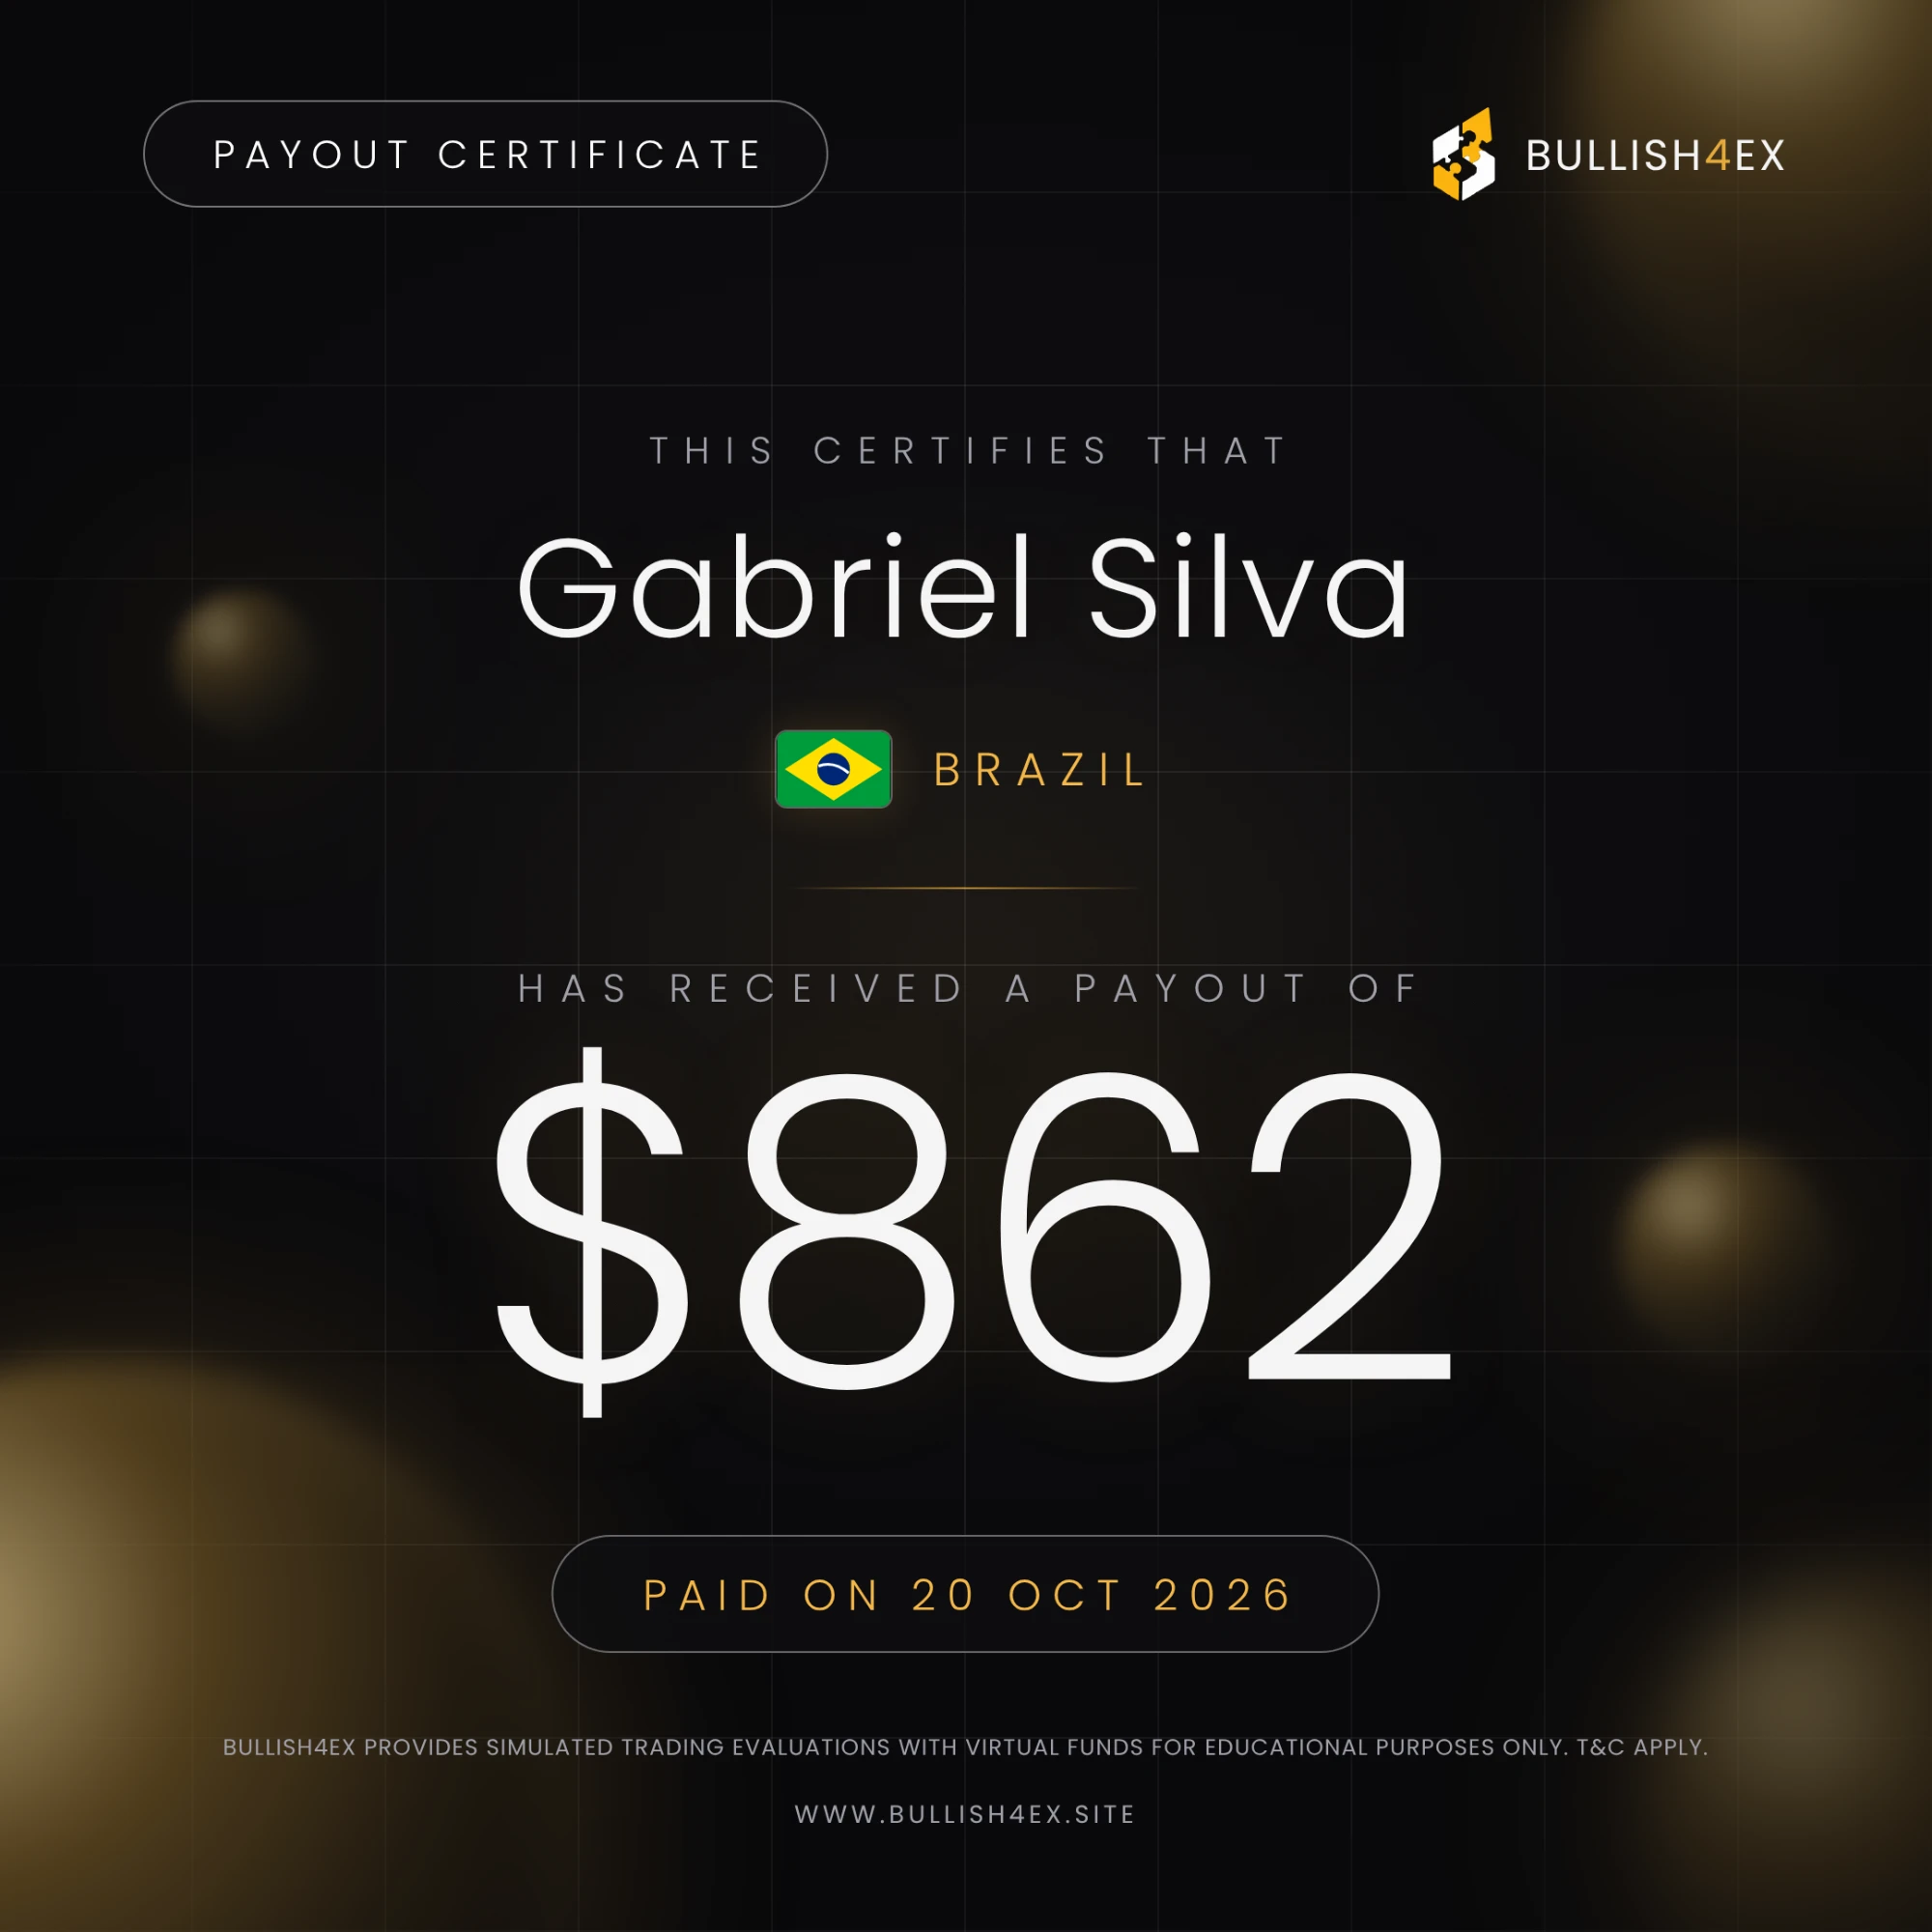 PAYOUT CERTIFICATE
BULLISH4EX
THIS CERTIFIES THAT
Gabriel Silva
BRAZIL
HAS RECEIVED A PAYOUT OF
$862
PAID ON 20 OCT 2026
BULLISH4EX PROVIDES SIMULATED TRADING EVALUATIONS WITH VIRTUAL FUNDS FOR EDUCATIONAL PURPOSES ONLY. T&C APPLY.
WWW.BULLISH4EX.SITE